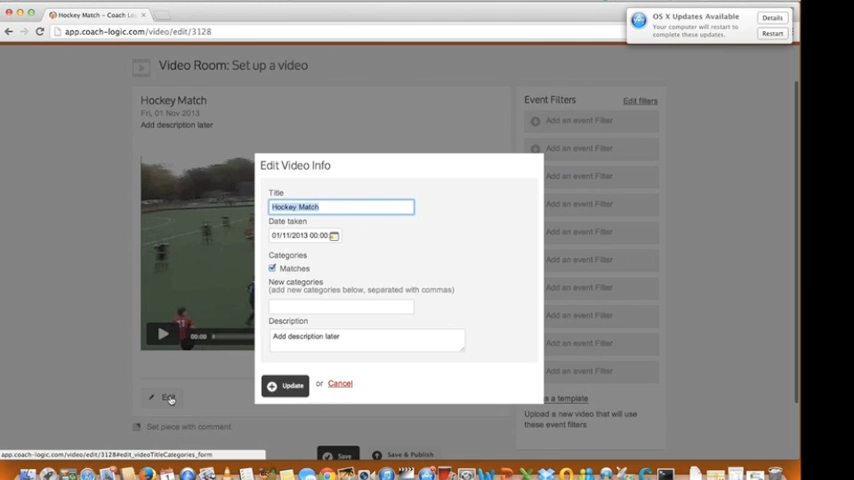 Hockey Match – Coach Lo
app.coach-logic.com/video/edit/3128
OS X Updates Available
Your computer will restart to complete these updates.
Details
Restart
Video Room: Set up a video
Hockey Match
Fri, 01 Nov 2013
Add description later
Event Filters
Edit filters
Add an event Filter
Add an event Filter
Add an event Filter
Add an event Filter
Add an event Filter
Add an event Filter
Add an event Filter
Add an event Filter
Add an event Filter
Add an event Filter
Edit Video Info
Title
Hockey Match
Date taken
01/11/2013 00:00
Categories
Matches
New categories
(add new categories below, separated with commas)
Description
Add description later
Update or Cancel
00:00
Edit
a template
Upload a new video that will use
these event filters
Set piece with comment
Save
Save & Publish
app.coach-logic.com/video/edit/3128#edit_videoTitleCategories_form